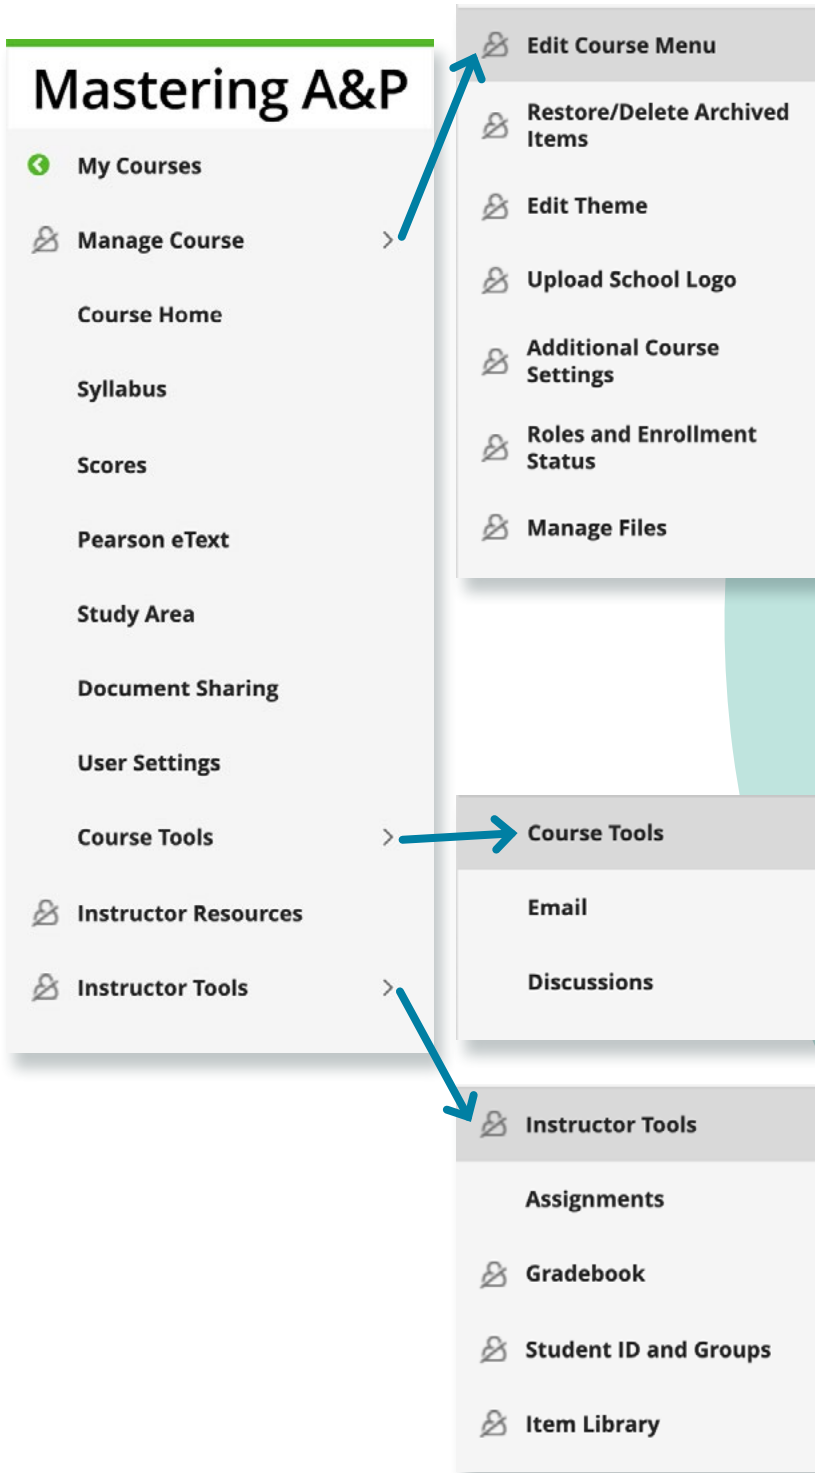 Mastering A&P
My Courses
Manage Course
Course Home
Syllabus
Scores
Pearson eText
Study Area
Document Sharing
User Settings
Course Tools
Instructor Resources
Instructor Tools
Edit Course Menu
Restore/Delete Archived
Items
Edit Theme
Upload School Logo
Additional Course
Settings
Roles and Enrollment
Status
Manage Files
Course Tools
Email
Discussions
Instructor Tools
Assignments
Gradebook
Student ID and Groups
Item Library